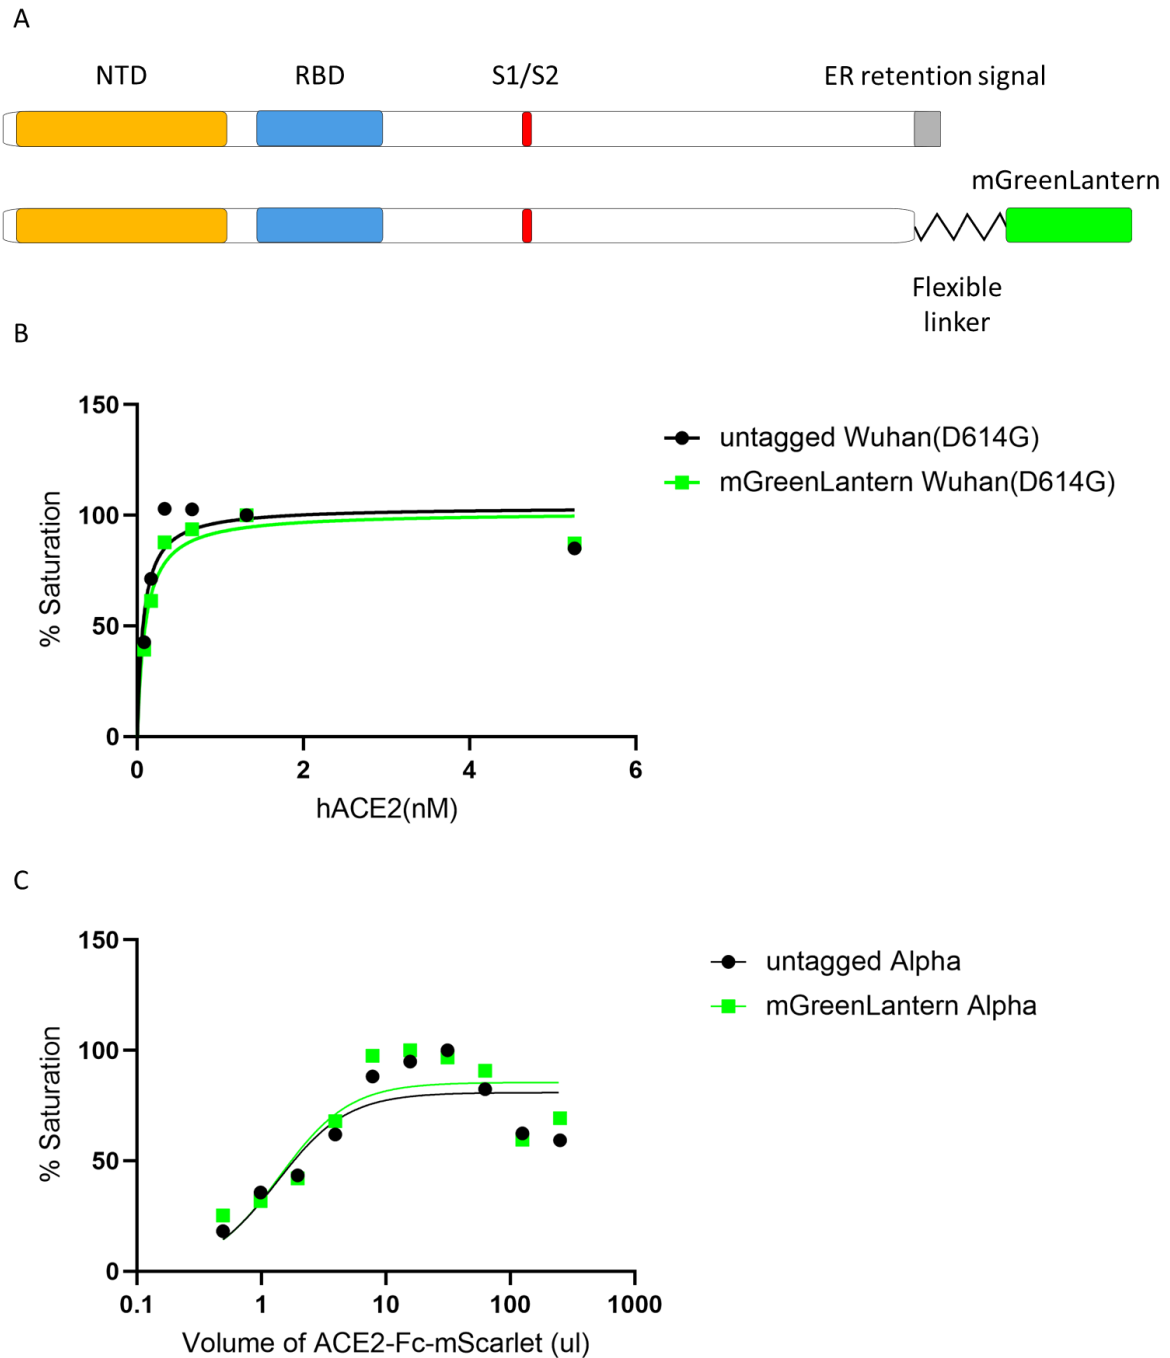 A
NTD RBD S1/S2 ER retention signal
mGreenLantern
Flexible
linker
B
% Saturation
150
100
50
0
0 2 4 6
hACE2(nM)
untagged Wuhan(D614G)
mGreenLantern Wuhan(D614G)
C
% Saturation
150
100
50
0
0.1 1 10 100 1000
Volume of ACE2-Fc-mScarlet (ul)
untagged Alpha
mGreenLantern Alpha